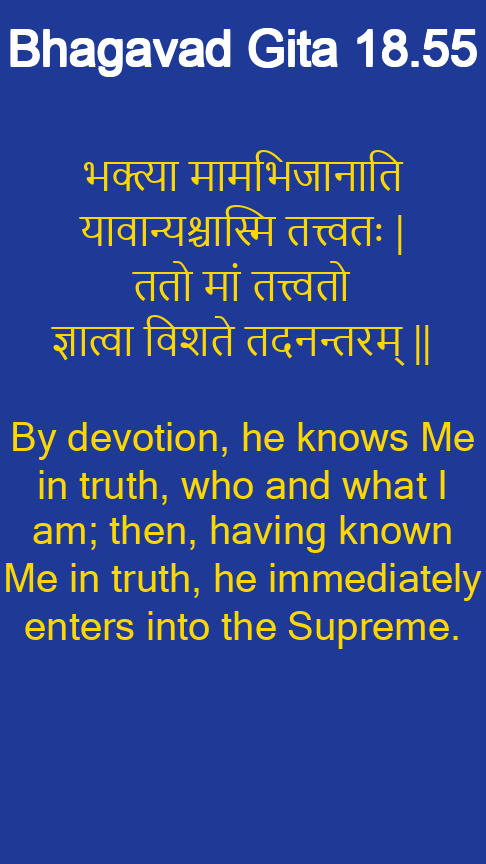 Bhagavad Gita 18.55
भक्त्या मामभिजानाति
यावान्यश्चास्मि तत्त्वतः |
ततो मां तत्त्वतो
ज्ञात्वा विशते तदनन्तरम् ||
By devotion, he knows Me
in truth, who and what I
am; then, having known
Me in truth, he immediately
enters into the Supreme.